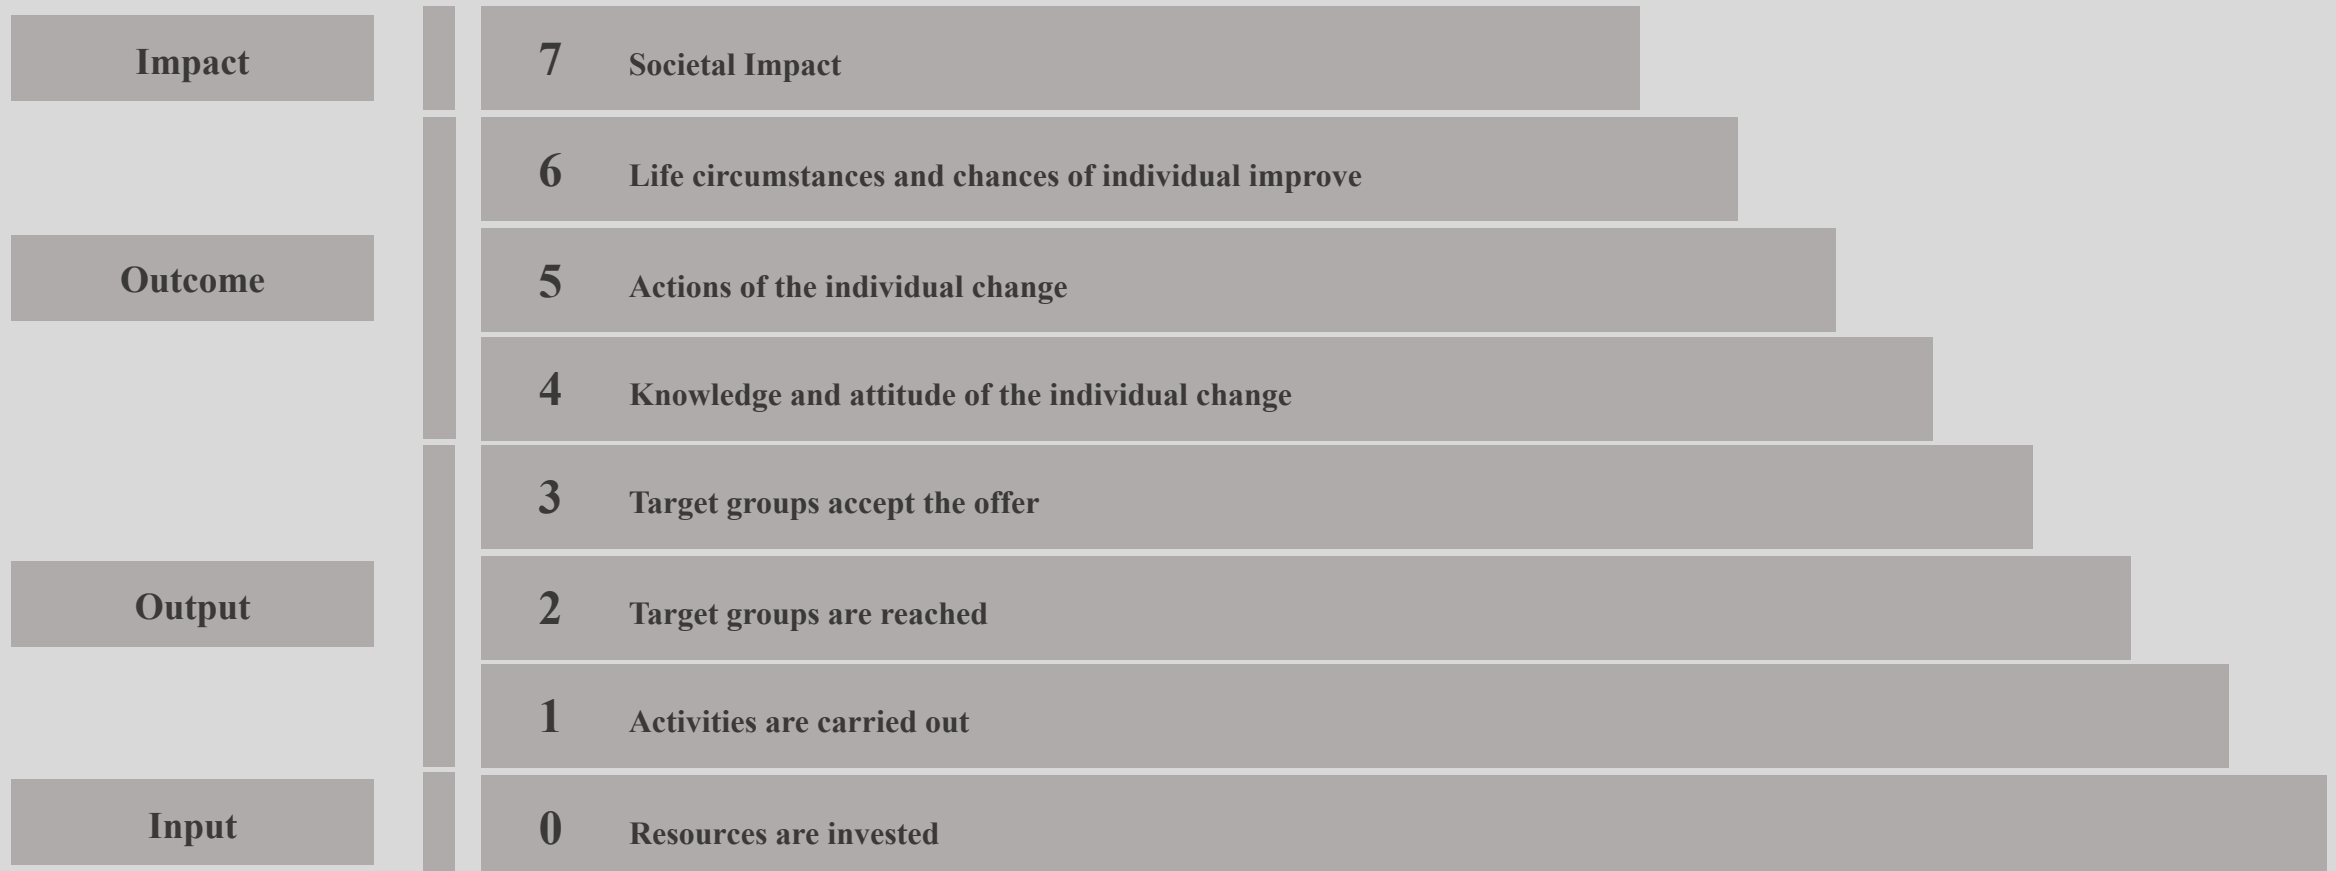 Impact
7 Societal Impact
6 Life circumstances and chances of individual improve
Outcome
5 Actions of the individual change
4 Knowledge and attitude of the individual change
3 Target groups accept the offer
Output
2 Target groups are reached
1 Activities are carried out
Input
0 Resources are invested